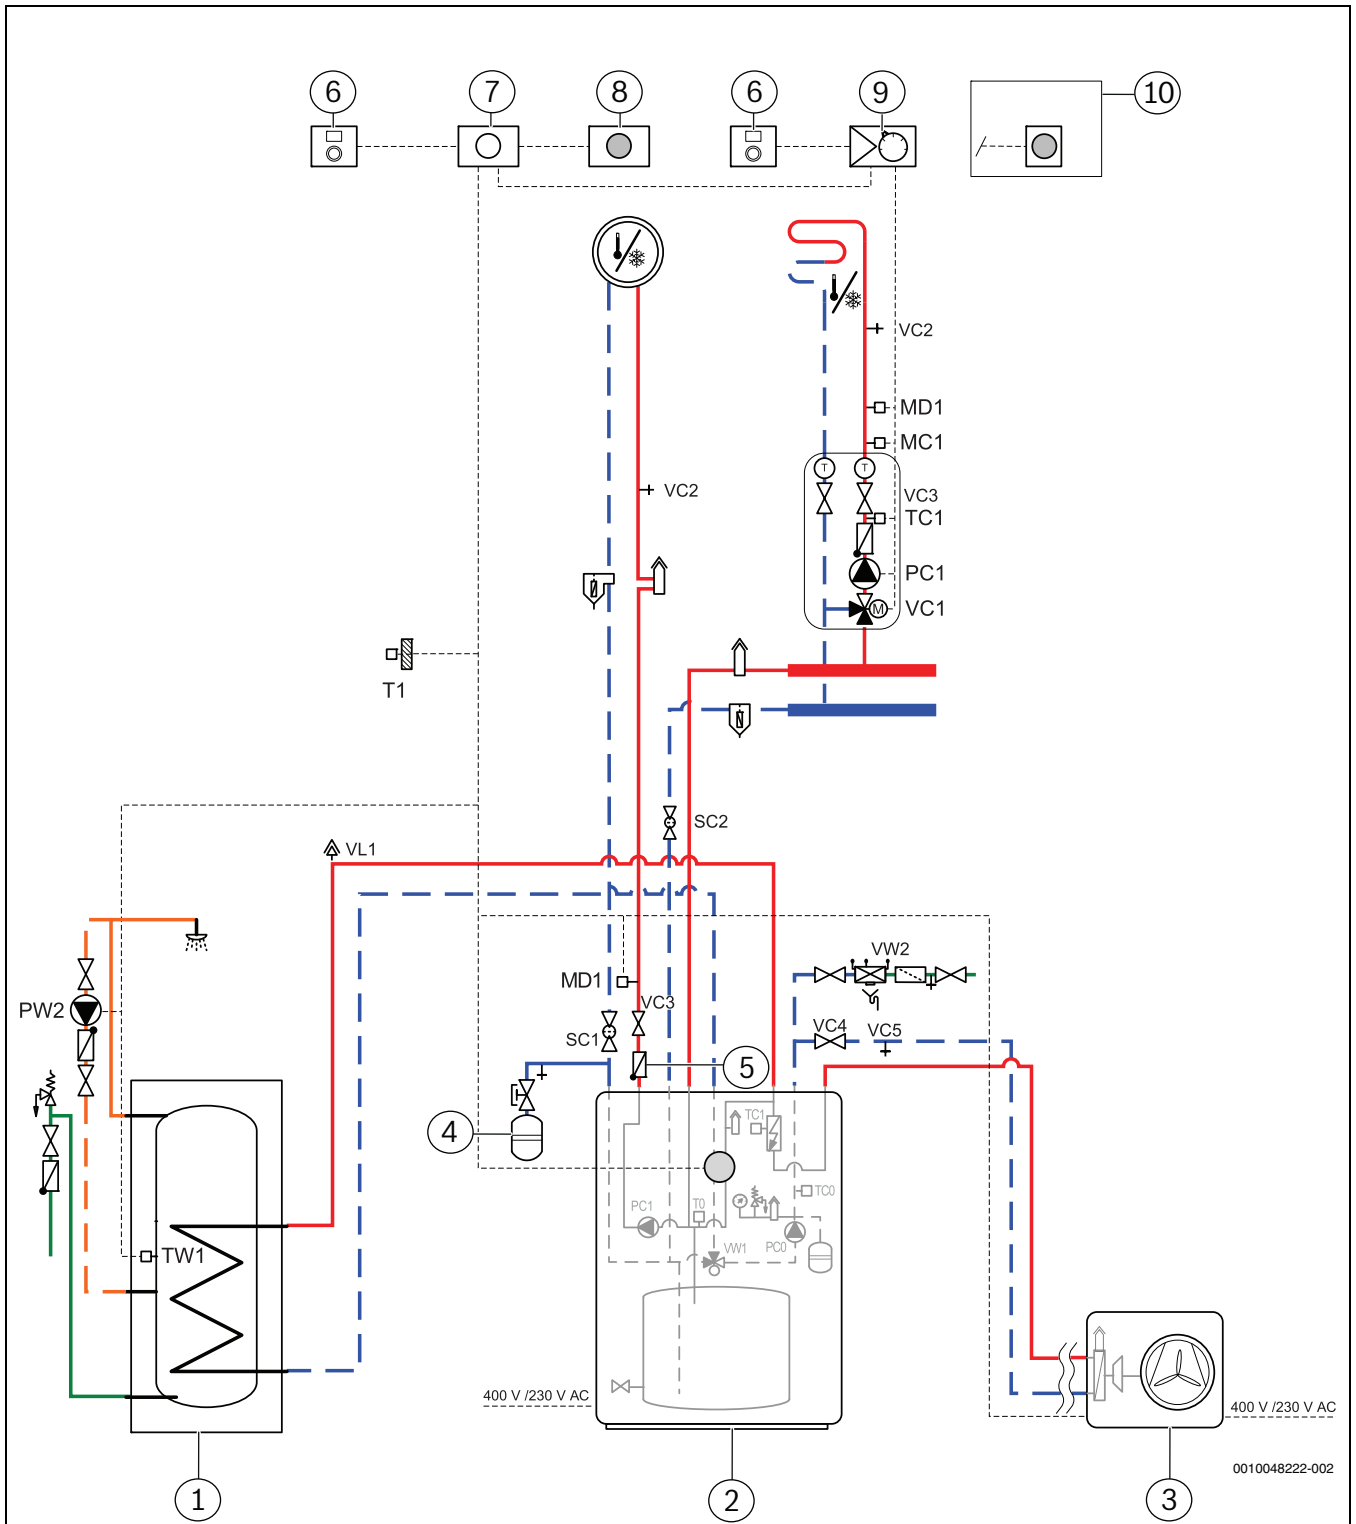 6
7
8
6
9
10
VC2
MD1
MC1
T
T
VC3
TC1
PC1
M
VC1
VC2
T1
SC2
VL1
VW2
MD1
VC3
PW2
SC1
VC4
VC5
5
4
TC1
TC0
PC1
T0
VW1
PC0
TW1
400 V /230 V AC
400 V /230 V AC
0010048222-002
1
2
3